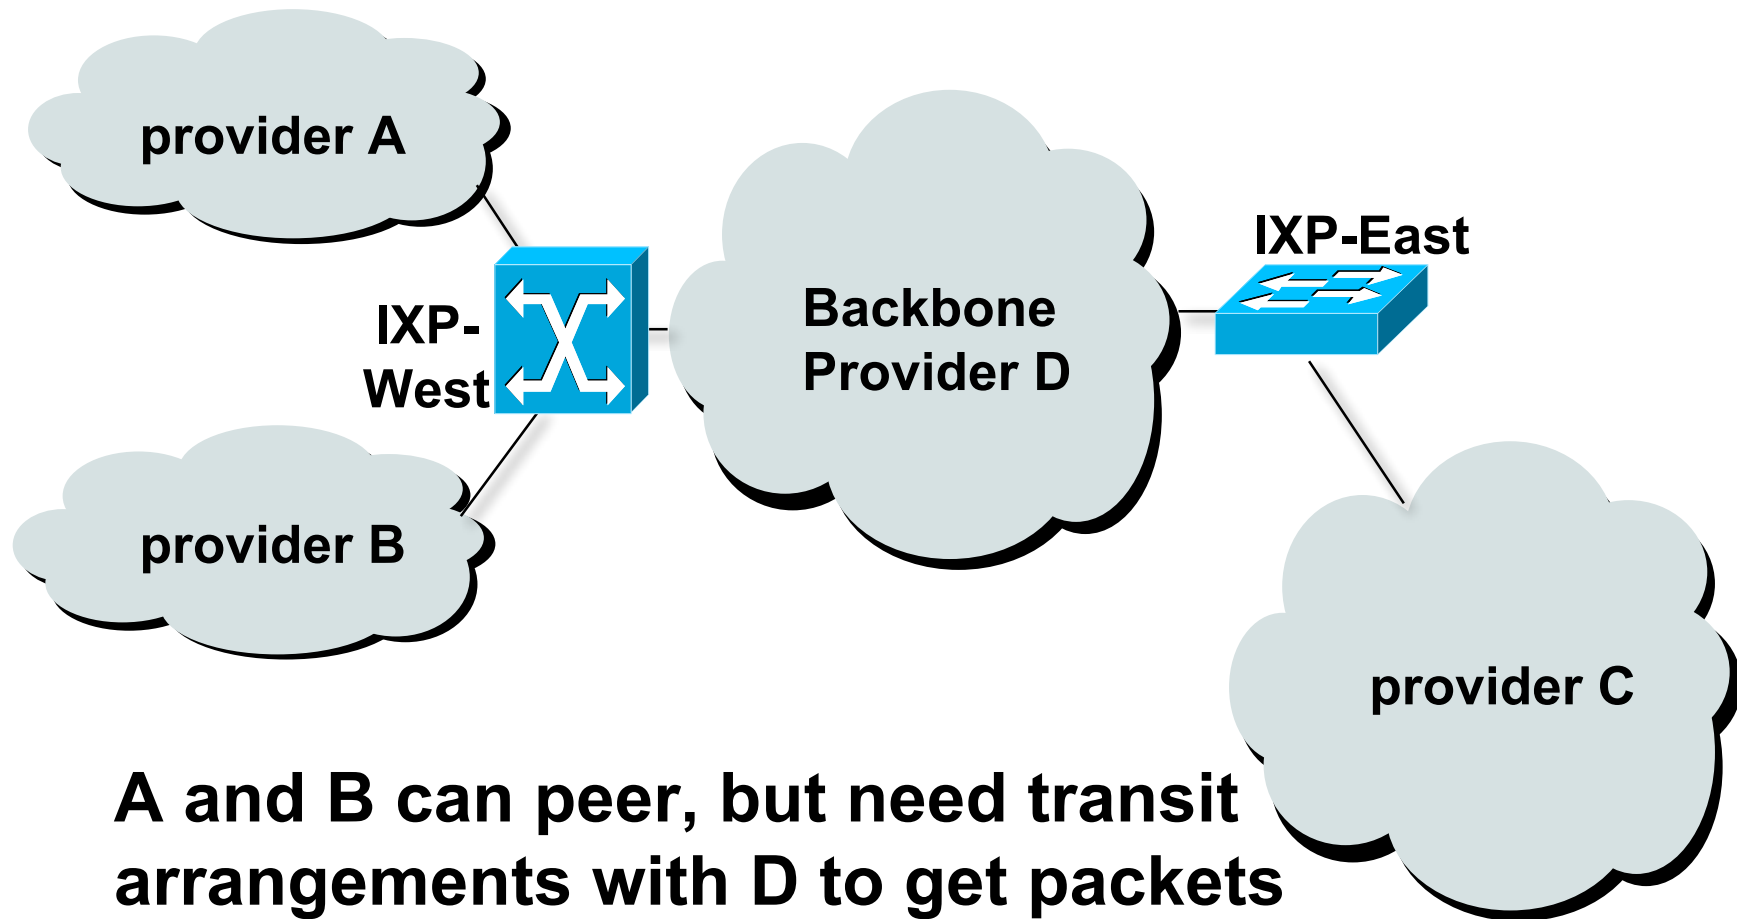 provider A
IXP-East
Backbone
Provider D
IXP-
West
provider B
provider C
A and B can peer, but need transit
arrangements with D to get packets